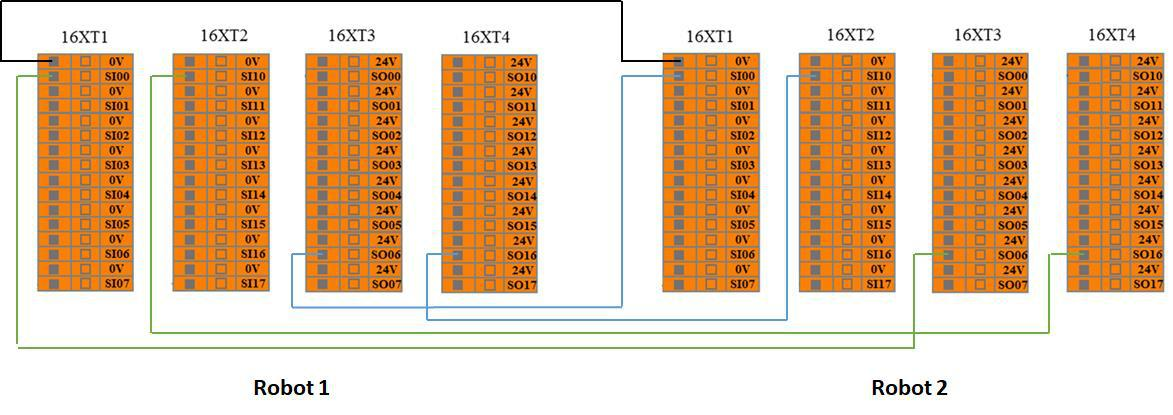 16XT1 16XT2 16XT3 16XT4 16XT1 16XT2 16XT3 16XT4
0V 0V 24V 24V 0V 0V 24V 24V
SI00 SI10 SO00 SO10 SI00 SI10 SO00 SO10
0V 0V 24V 24V 0V 0V 24V 24V
SI01 SI11 SO01 SO11 SI01 SI11 SO01 SO11
0V 0V 24V 24V 0V 0V 24V 24V
SI02 SI12 SO02 SO12 SI02 SI12 SO02 SO12
0V 0V 24V 24V 0V 0V 24V 24V
SI03 SI13 SO03 SO13 SI03 SI13 SO03 SO13
0V 0V 24V 24V 0V 0V 24V 24V
SI04 SI14 SO04 SO14 SI04 SI14 SO04 SO14
0V 0V 24V 24V 0V 0V 24V 24V
SI05 SI15 SO05 SO15 SI05 SI15 SO05 SO15
0V 0V 24V 24V 0V 0V 24V 24V
SI06 SI16 SO06 SO16 SI06 SI16 SO06 SO16
0V 0V 24V 24V 0V 0V 24V 24V
SI07 SI17 SO07 SO17 SI07 SI17 SO07 SO17
Robot 1 Robot 2